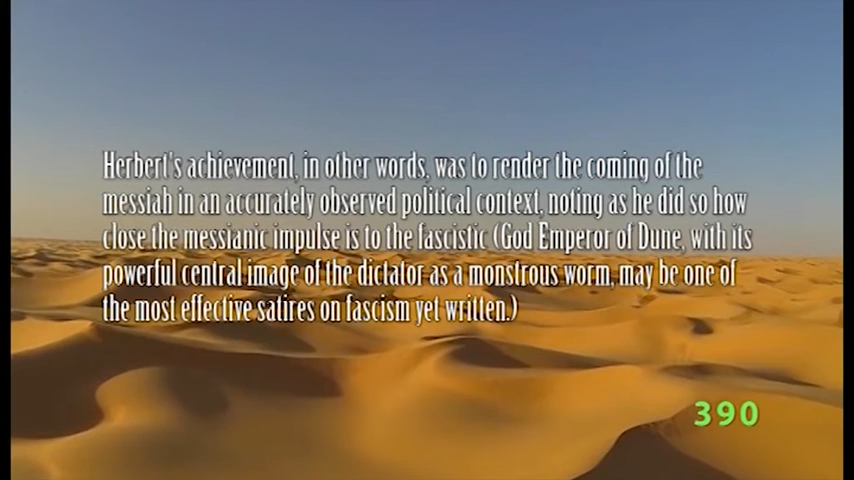 Herbert's achievement, in other words, was to render the coming of the
messiah in an accurately observed political context, noting as he did so how
close the messianic impulse is to the fascistic (God Emperor of Dune, with its
powerful central image of the dictator as a monstrous worm, may be one of
the most effective satires on fascism yet written.)
390